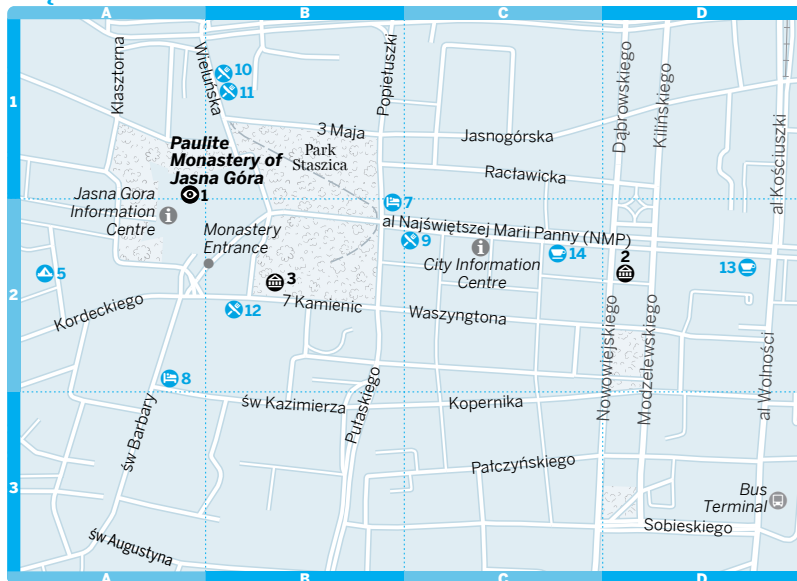 A B C D
1
Klasztorna
Wieluńska
10
11
Popiełuszki
Dąbrowskiego
Kilińskiego
al Kościuszki
3 Maja
Park
Staszica
Jasnogórska
Racławicka
Paulite
Monastery of
Jasna Góra
1
Jasna Gora
Information
Centre
7
al Najświętszej Marii Panny (NMP)
Monastery
Entrance
9
City Information
Centre
14
2
13
2
5
3
Kordeckiego
12
7 Kamienic
Waszyngtona
Nowowiejskiego
Modzelewskiego
al Wolności
8
św Barbary
św Kazimierza
Pułaskiego
Kopernika
3
Palczyńskiego
Bus
Terminal
Sobieskiego
św Augustyna
A B C D